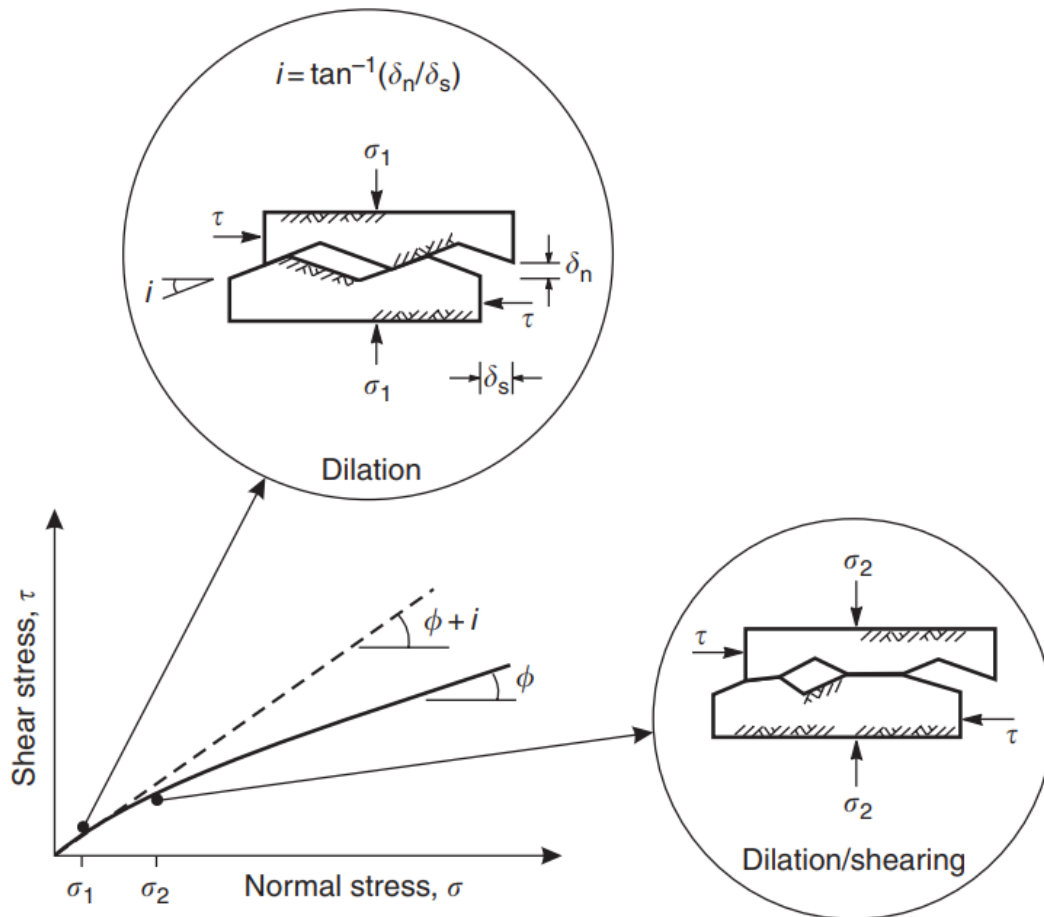 i = tan⁻¹(δₙ/δₛ)
σ₁
τ
δₙ
i
τ
σ₁
δₛ
Dilation
Shear stress, τ
ϕ + i
ϕ
σ₁
σ₂
Normal stress, σ
σ₂
τ
τ
σ₂
Dilation/shearing